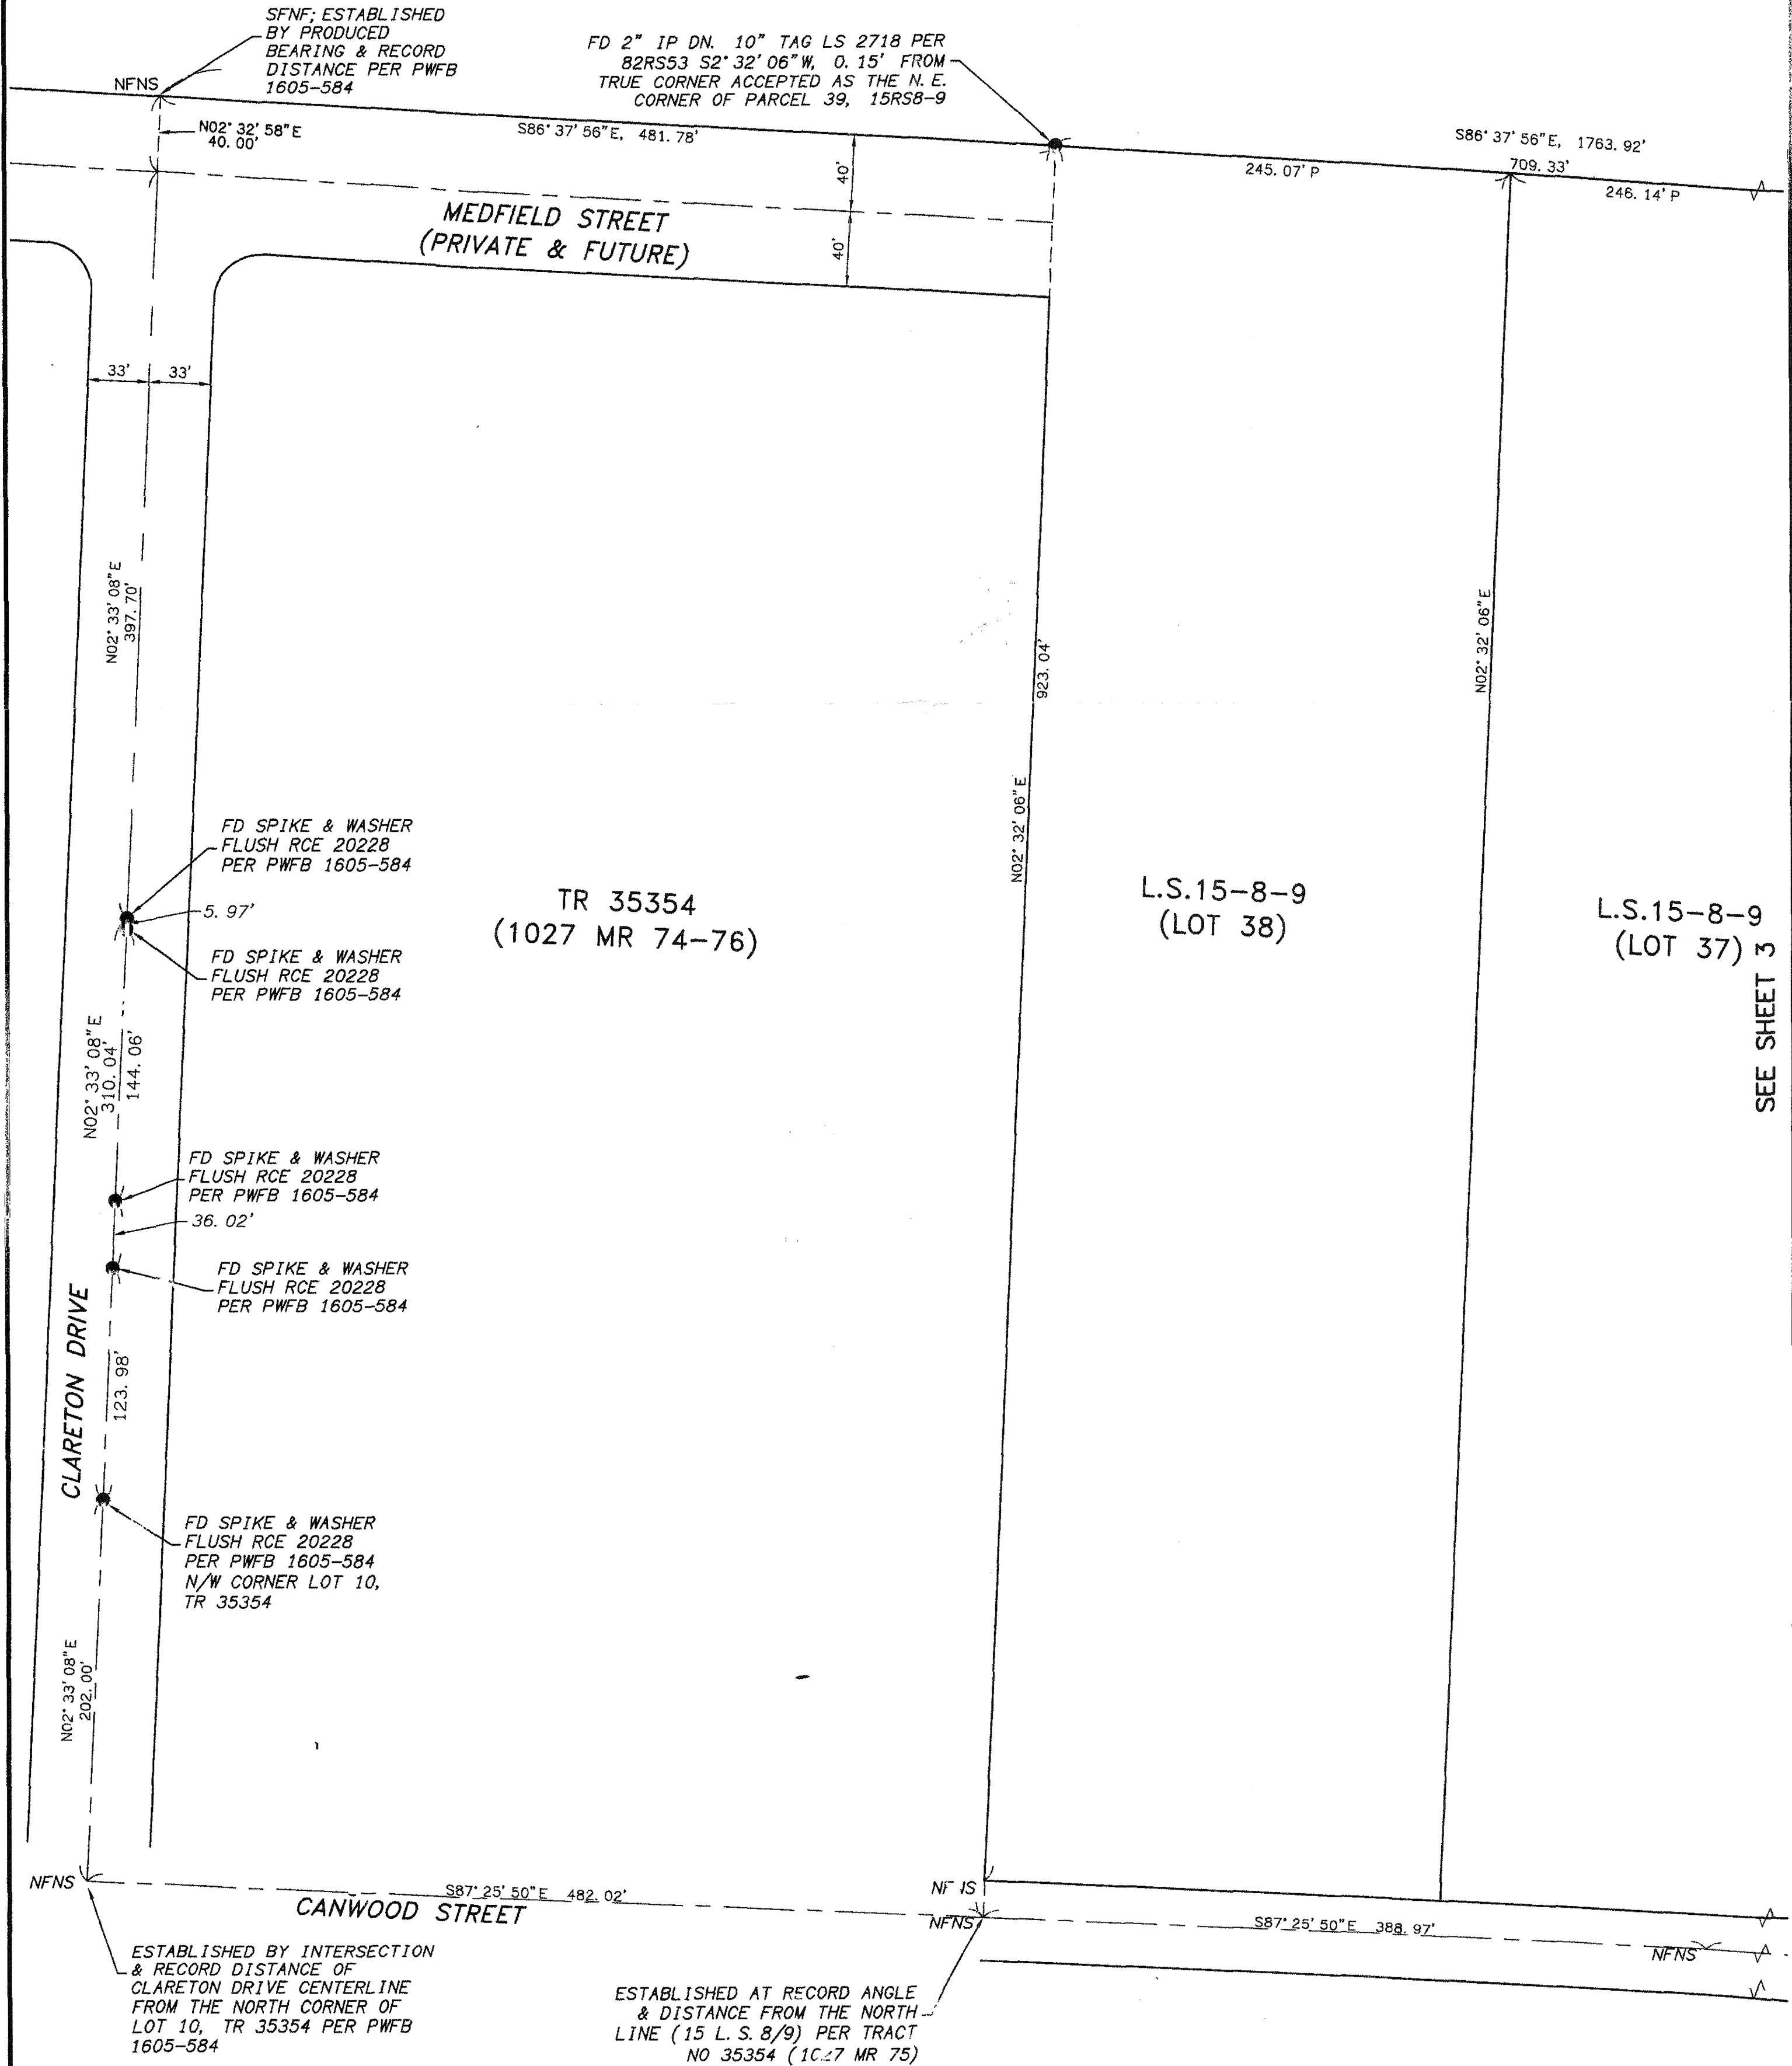 SFNF; ESTABLISHED
BY PRODUCED
BEARING & RECORD
DISTANCE PER PWFB
1605-584
NFNS
FD 2" IP DN. 10" TAG LS 2718 PER
82RS53 S2°32'06"W, 0.15' FROM
TRUE CORNER ACCEPTED AS THE N.E.
CORNER OF PARCEL 39, 15RS8-9
N02°32'58"E
40.00'
S86°37'56"E, 481.78'
S86°37'56"E, 1763.92'
245.07' P
709.33'
246.14' P
40'
40'
MEDFIELD STREET
(PRIVATE & FUTURE)
33'
33'
N02°33'08"E
397.70'
923.04'
N02°32'06"E
N02°32'06"E
FD SPIKE & WASHER
FLUSH RCE 20228
PER PWFB 1605-584
5.97'
FD SPIKE & WASHER
FLUSH RCE 20228
PER PWFB 1605-584
TR 35354
(1027 MR 74-76)
L.S.15-8-9
(LOT 38)
L.S.15-8-9
(LOT 37)
SEE SHEET 3
N02°33'08"E
310.04'
144.06'
FD SPIKE & WASHER
FLUSH RCE 20228
PER PWFB 1605-584
36.02'
FD SPIKE & WASHER
FLUSH RCE 20228
PER PWFB 1605-584
CLARETON DRIVE
123.98'
FD SPIKE & WASHER
FLUSH RCE 20228
PER PWFB 1605-584
N/W CORNER LOT 10,
TR 35354
N02°33'08"E
202.00'
NFNS
S87°25'50"E 482.02'
CANWOOD STREET
NFNS
S87°25'50"E 388.97'
NFNS
ESTABLISHED BY INTERSECTION
& RECORD DISTANCE OF
CLARETON DRIVE CENTERLINE
FROM THE NORTH CORNER OF
LOT 10, TR 35354 PER PWFB
1605-584
ESTABLISHED AT RECORD ANGLE
& DISTANCE FROM THE NORTH
LINE (15 L.S. 8/9) PER TRACT
NO 35354 MR 75)